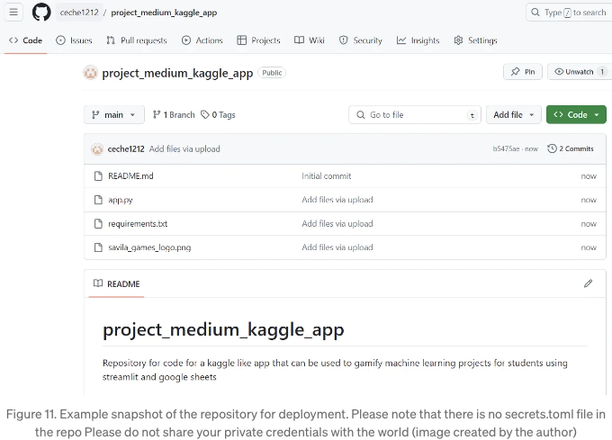 ceche1212 / project_medium_kaggle_app
Type / to search
Code Issues Pull requests Actions Projects Wiki Security Insights Settings
project_medium_kaggle_app Public
Pin Unwatch 1
main 1 Branch 0 Tags Go to file t Add file Code
ceche1212 Add files via upload b5475ae · now 2 Commits
README.md Initial commit now
app.py Add files via upload now
requirements.txt Add files via upload now
savila_games_logo.png Add files via upload now
README
project_medium_kaggle_app
Repository for code for a kaggle like app that can be used to gamify machine learning projects for students using
streamlit and google sheets
Figure 11. Example snapshot of the repository for deployment. Please note that there is no secrets.toml file in
the repo Please do not share your private credentials with the world (image created by the author)